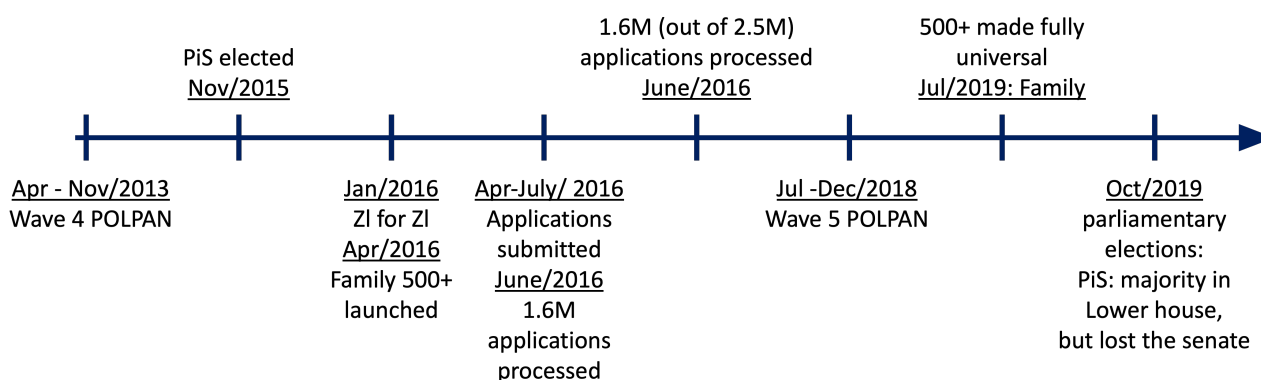 PiS elected
Nov/2015
1.6M (out of 2.5M)
applications processed
June/2016
500+ made fully
universal
Jul/2019: Family
Apr - Nov/2013
Wave 4 POLPAN
Jan/2016
Zl for Zl
Apr/2016
Family 500+
launched
Apr-July/ 2016
Applications
submitted
June/2016
1.6M
applications
processed
Jul -Dec/2018
Wave 5 POLPAN
Oct/2019
parliamentary
elections:
PiS: majority in
Lower house,
but lost the senate